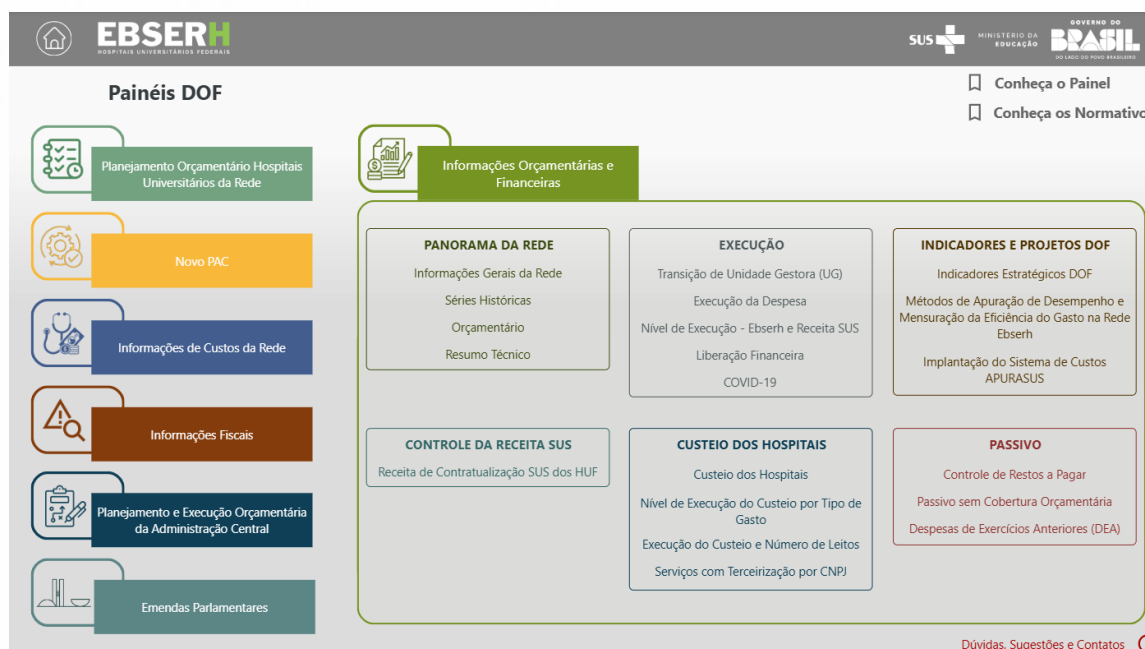 EBSERH
HOSPITAIS UNIVERSITÁRIOS FEDERAIS
SUS
MINISTÉRIO DA
EDUCAÇÃO
GOVERNO DO
BRASIL
DO LADO DO POVO BRASILEIRO
Painéis DOF
Conheça o Painel
Conheça os Normativo
Planejamento Orçamentário Hospitais
Universitários da Rede
Novo PAC
Informações de Custos da Rede
Informações Fiscais
Planejamento e Execução Orçamentária
da Administração Central
Emendas Parlamentares
Informações Orçamentárias e
Financeiras
PANORAMA DA REDE
Informações Gerais da Rede
Séries Históricas
Orçamentário
Resumo Técnico
EXECUÇÃO
Transição de Unidade Gestora (UG)
Execução da Despesa
Nível de Execução - Ebserh e Receita SUS
Liberação Financeira
COVID-19
INDICADORES E PROJETOS DOF
Indicadores Estratégicos DOF
Métodos de Apuração de Desempenho e
Mensuração da Eficiência do Gasto na Rede
Ebserh
Implantação do Sistema de Custos
APURASUS
CONTROLE DA RECEITA SUS
Receita de Contratualização SUS dos HUF
CUSTEIO DOS HOSPITAIS
Custeio dos Hospitais
Nível de Execução do Custeio por Tipo de
Gasto
Execução do Custeio e Número de Leitos
Serviços com Terceirização por CNPJ
PASSIVO
Controle de Restos a Pagar
Passivo sem Cobertura Orçamentária
Despesas de Exercícios Anteriores (DEA)
Dúvidas, Sugestões e Contatos